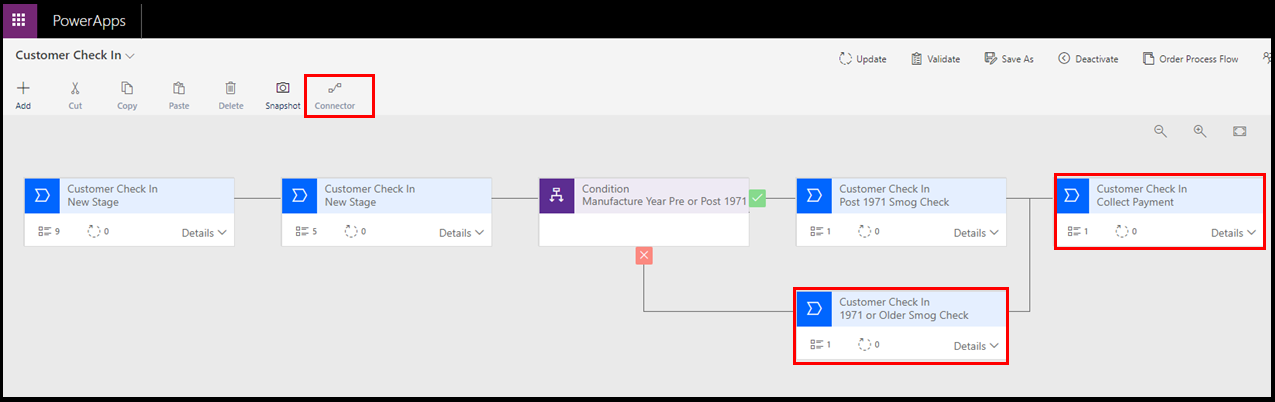 PowerApps
Customer Check In
Update
Validate
Save As
Deactivate
Order Process Flow
Add
Cut
Copy
Paste
Delete
Snapshot
Connector
Customer Check In
New Stage
9
0
Details
Customer Check In
New Stage
5
0
Details
Condition
Manufacture Year Pre or Post 1971
Customer Check In
Post 1971 Smog Check
1
0
Details
Customer Check In
Collect Payment
1
0
Details
Customer Check In
1971 or Older Smog Check
1
0
Details